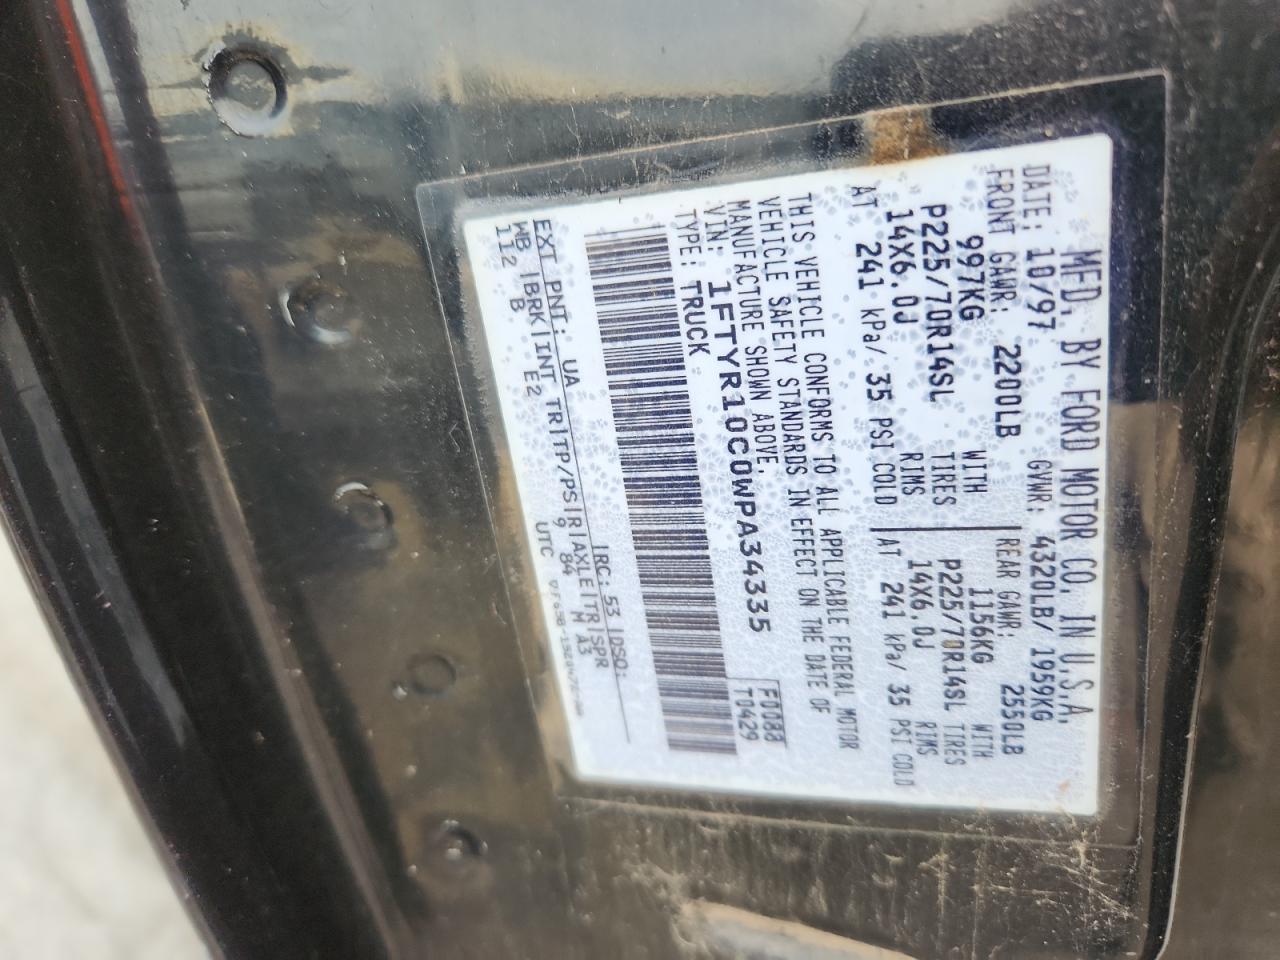 MFD. BY FORD MOTOR CO. IN U.S.A.
DATE: 10/97 GVWR: 4320LB/ 1959KG
FRONT GAWR: 2200LB REAR GAWR: 2550LB
997KG WITH 1156KG WITH
P225/70R14SL TIRES P225/70R14SL TIRES
14X6.0J RIMS 14X6.0J RIMS
AT 241 kPa/ 35 PSI COLD AT 241 kPa/ 35 PSI COLD
THIS VEHICLE CONFORMS TO ALL APPLICABLE FEDERAL MOTOR
VEHICLE SAFETY STANDARDS IN EFFECT ON THE DATE OF
MANUFACTURE SHOWN ABOVE.
VIN: 1FTYR10C0WPA34335 F0088
TYPE: TRUCK T0429
EXT PNT: UA RC: 53 DSO:
WB BRK INT TR TP/PS R AXLE TR SPR
112 B E2 9 84 M A3
UTC